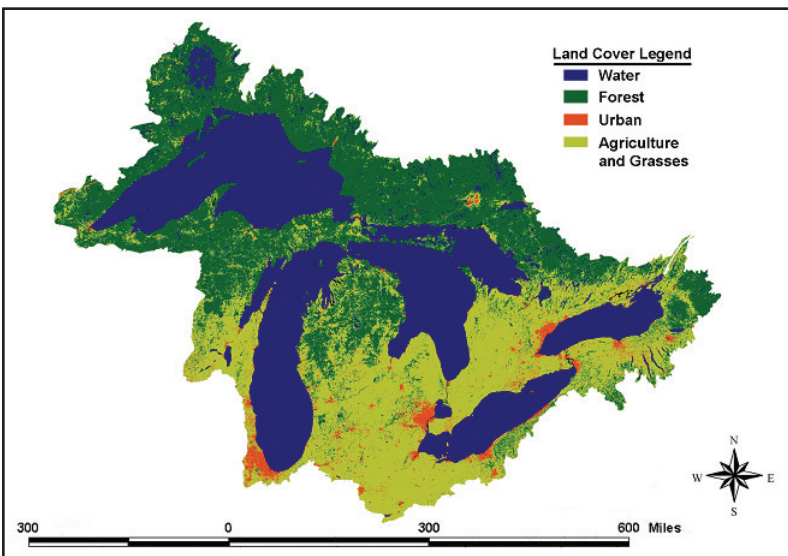 Land Cover Legend
Water
Forest
Urban
Agriculture
and Grasses
N
W E
S
300 0 300 600 Miles